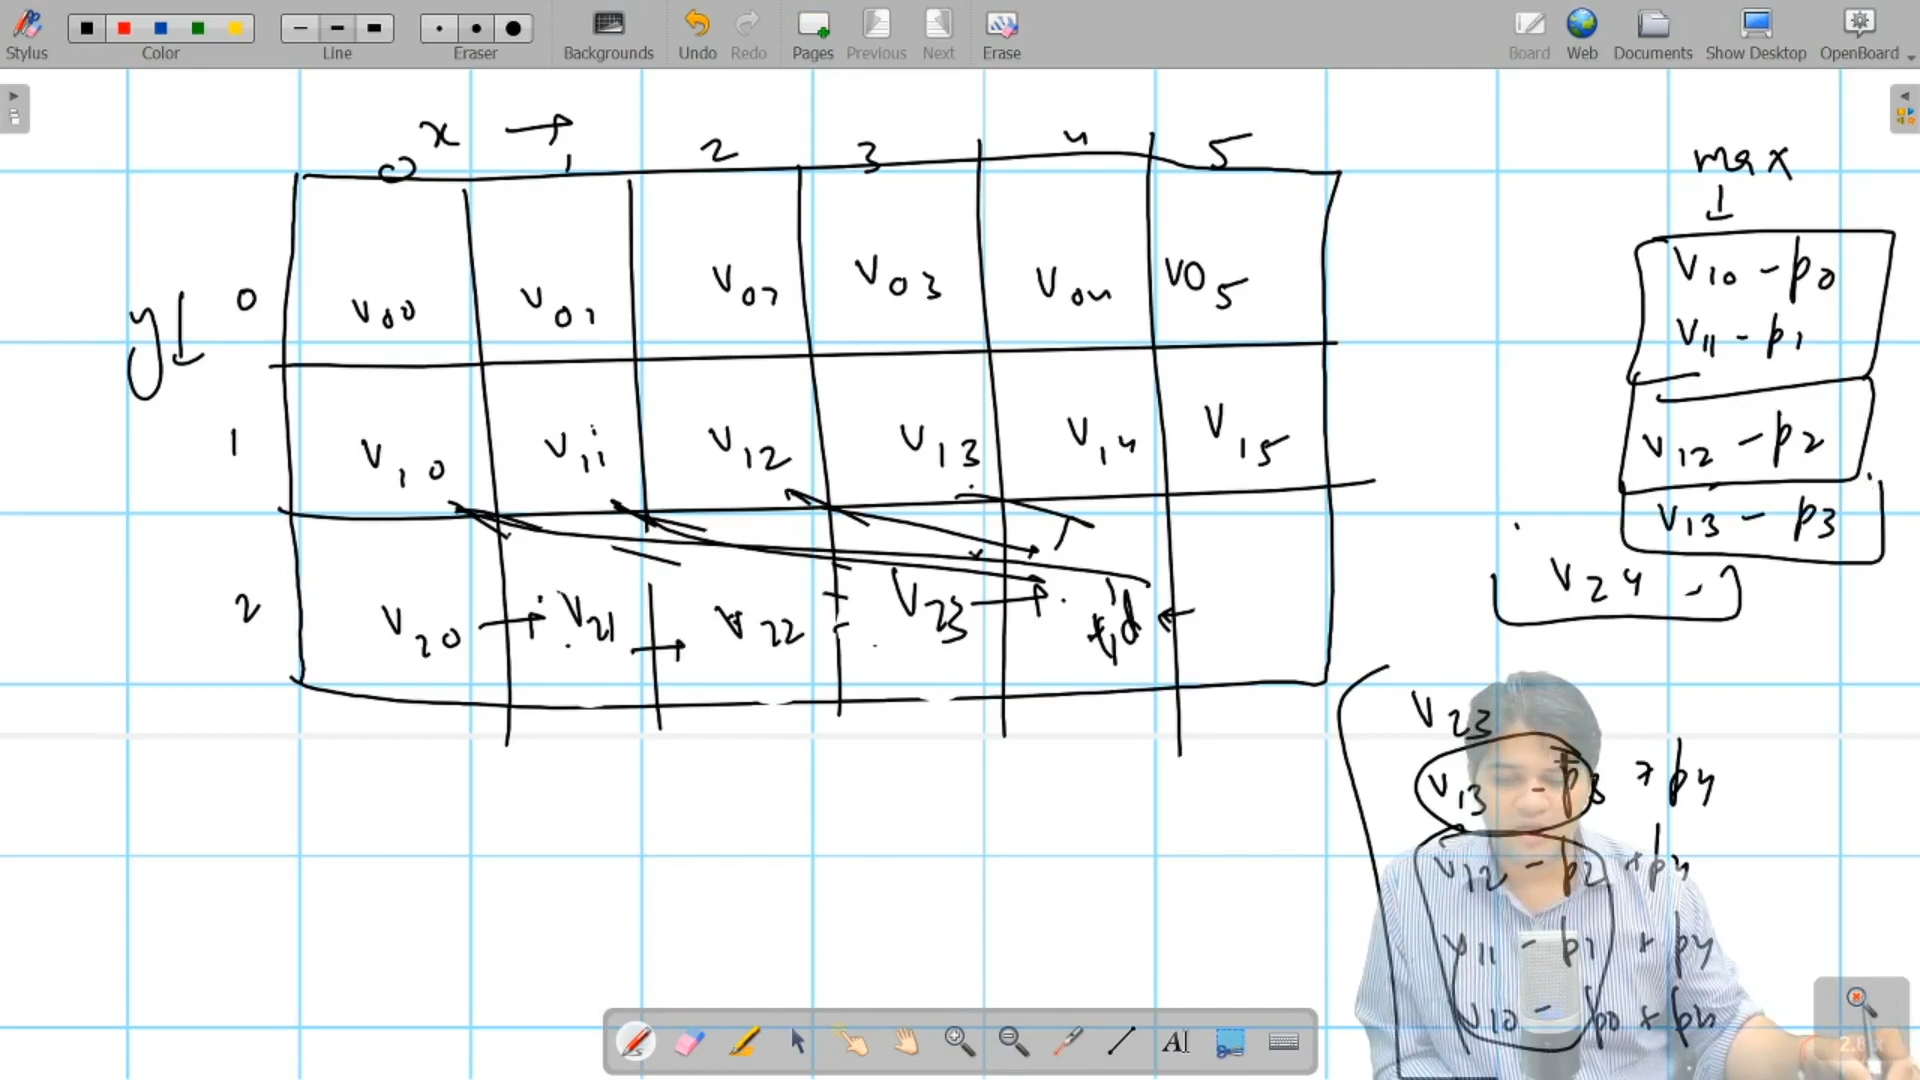 Stylus Color Line Eraser Backgrounds Undo Redo Pages Previous Next Erase Board Web Documents Show Desktop OpenBoard
x →
0 1 2 3 4 5
y↓
0 v00 v01 v02 v03 v04 v05
1 v10 v11 v12 v13 v14 v15
2 v20 → v21 → v22 v23 →
max
↓
v10 - p0
v11 - p1
v12 - p2
v13 - p3
v24 -
v23
v13 - p3 + p4
v12 - p2 + p4
v11 - p1 + p4
v10 - p0 + p4
2.8 x